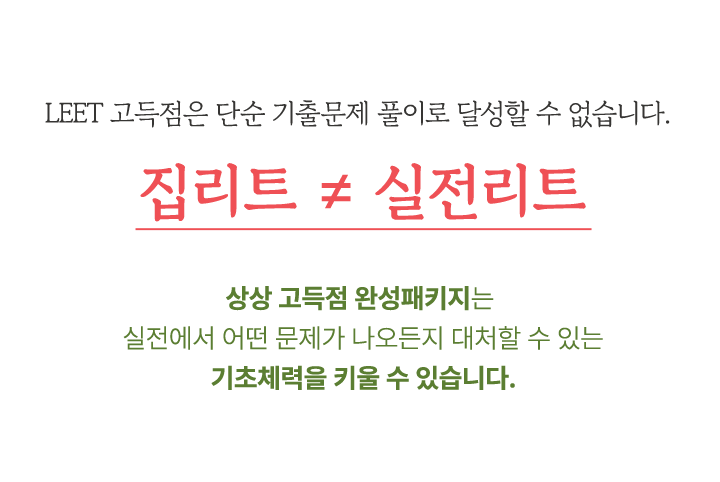 LEET 고득점은 단순 기출문제 풀이로 달성할 수 없습니다.
집리트 ≠ 실전리트
상상 고득점 완성패키지는
실전에서 어떤 문제가 나오든지 대처할 수 있는
기초체력을 키울 수 있습니다.